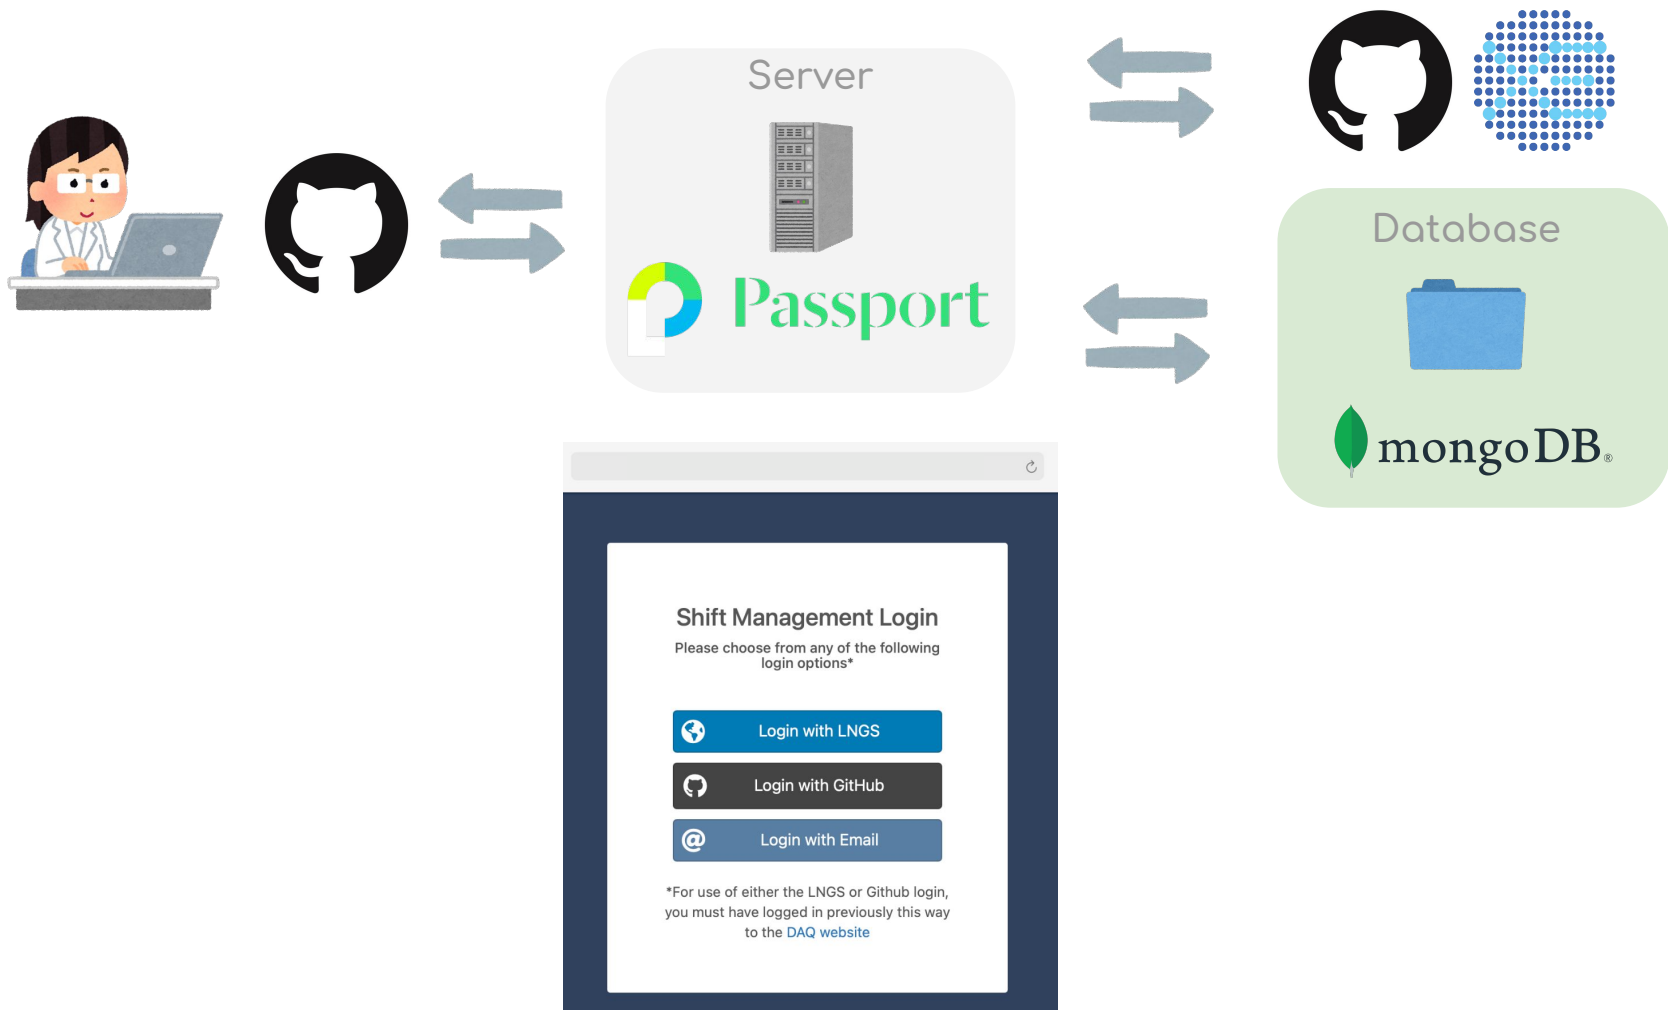 Server
Passport
Database
mongoDB®
Shift Management Login
Please choose from any of the following
login options*
Login with LNGS
Login with GitHub
@ Login with Email
*For use of either the LNGS or Github login,
you must have logged in previously this way
to the DAQ website